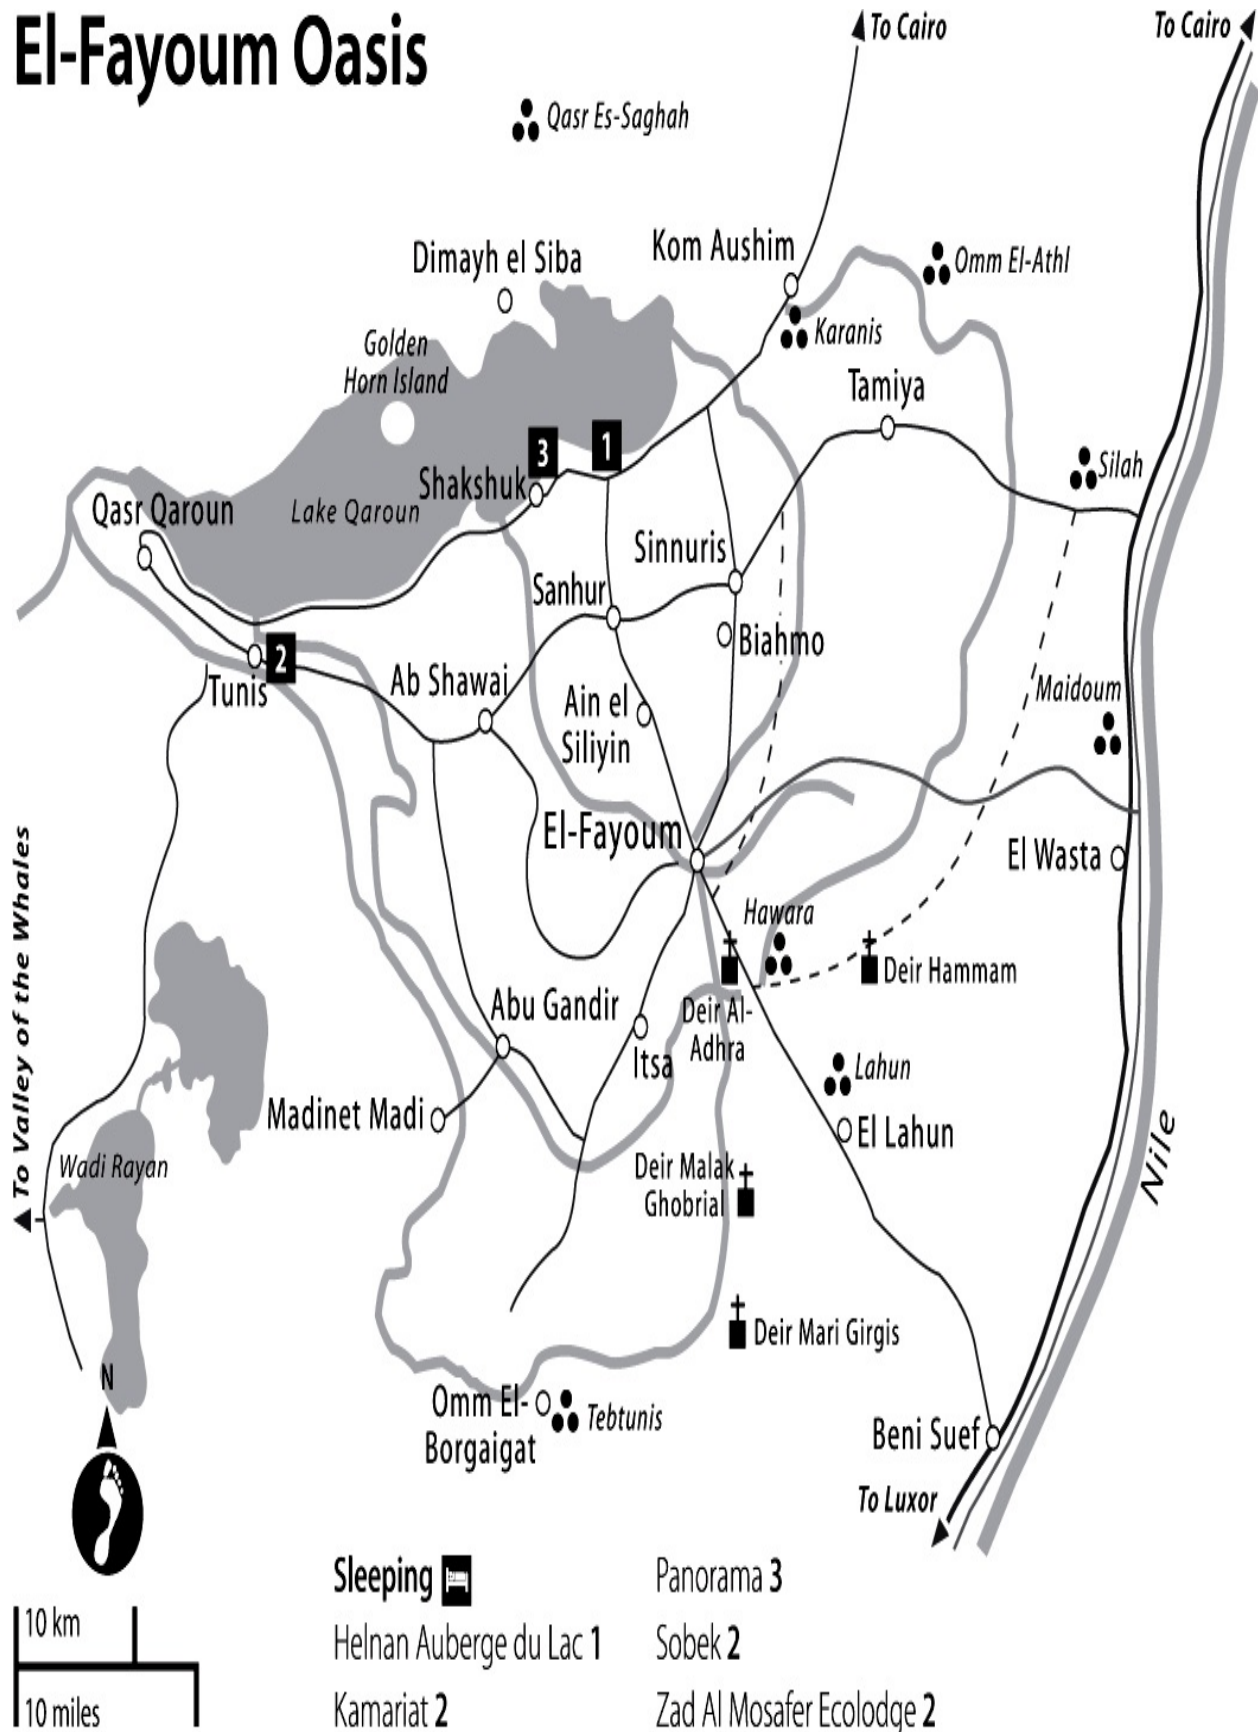 El-Fayoum Oasis
To Cairo
To Cairo
Qasr Es-Saghah
Kom Aushim
Dimayh el Siba
Omm El-Athl
Karanis
Golden
Horn Island
Tamiya
3
1
Silah
Shakshuk
Qasr Qaroun
Lake Qaroun
Sinnuris
Sanhur
Biahmo
2
Tunis
Ab Shawai
Ain el
Siliyin
Maidoum
El-Fayoum
El Wasta
To Valley of the Whales
Hawara
Deir Hammam
Deir Al-
Adhra
Abu Gandir
Itsa
Lahun
Madinet Madi
El Lahun
Nile
Wadi Rayan
Deir Malak
Ghobrial
Deir Mari Girgis
N
Omm El-
Borgaigat
Tebtunis
Beni Suef
To Luxor
10 km
10 miles
Sleeping
Helnan Auberge du Lac 1
Kamariat 2
Panorama 3
Sobek 2
Zad Al Mosafer Ecolodge 2